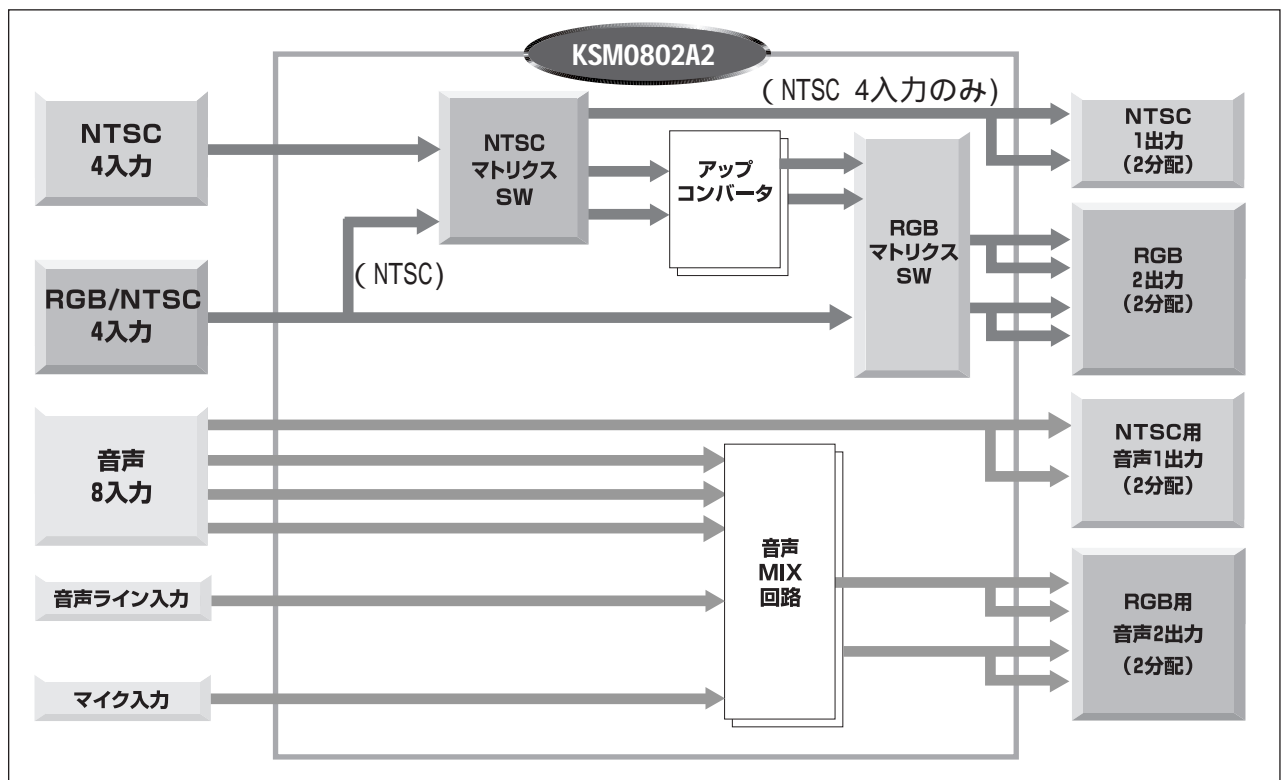 KSM0802A2
(NTSC 4入力のみ)
NTSC
4入力
NTSC
マトリクス
SW
アップ
コンバータ
NTSC
1出力
(2分配)
(NTSC)
RGB/NTSC
4入力
RGB
マトリクス
SW
RGB
2出力
(2分配)
音声
8入力
NTSC用
音声1出力
(2分配)
音声ライン入力
音声
MIX
回路
RGB用
音声2出力
(2分配)
マイク入力